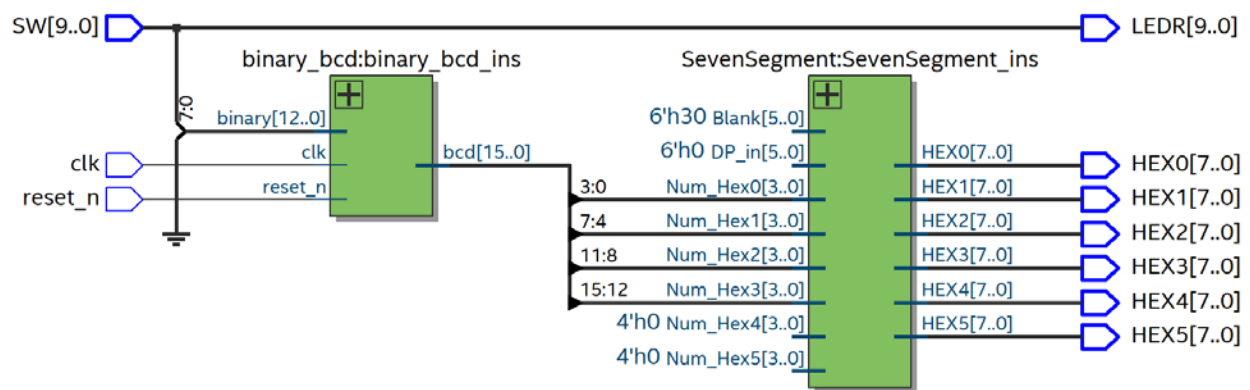 SW[9..0]
LEDR[9..0]
binary_bcd:binary_bcd_ins
SevenSegment:SevenSegment_ins
7:0
binary[12..0]
clk
reset_n
clk
reset_n
bcd[15..0]
3:0
7:4
11:8
15:12
6'h30 Blank[5..0]
6'h0 DP_in[5..0]
Num_Hex0[3..0]
Num_Hex1[3..0]
Num_Hex2[3..0]
Num_Hex3[3..0]
4'h0 Num_Hex4[3..0]
4'h0 Num_Hex5[3..0]
HEX0[7..0]
HEX1[7..0]
HEX2[7..0]
HEX3[7..0]
HEX4[7..0]
HEX5[7..0]
HEX0[7..0]
HEX1[7..0]
HEX2[7..0]
HEX3[7..0]
HEX4[7..0]
HEX5[7..0]